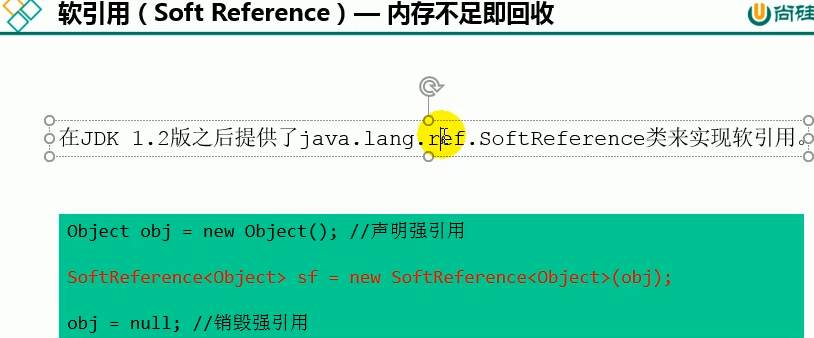 软引用（Soft Reference）— 内存不足即回收
尚硅
在JDK 1.2版之后提供了java.lang.ref.SoftReference类来实现软引用。
Object obj = new Object(); //声明强引用
SoftReference<Object> sf = new SoftReference<Object>(obj);
obj = null; //销毁强引用